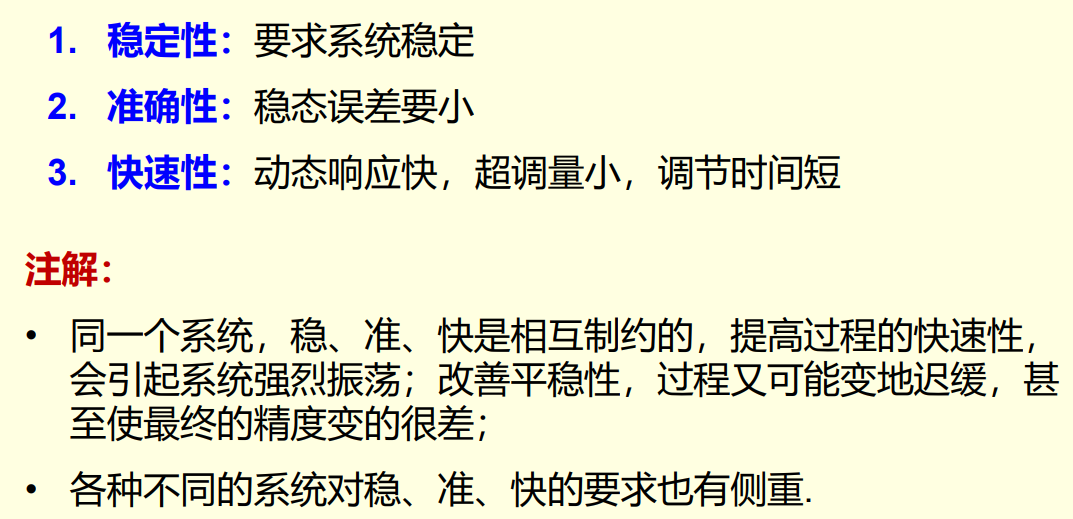 1. 稳定性：要求系统稳定
2. 准确性：稳态误差要小
3. 快速性：动态响应快，超调量小，调节时间短
注解：
• 同一个系统，稳、准、快是相互制约的，提高过程的快速性，
会引起系统强烈振荡；改善平稳性，过程又可能变地迟缓，甚
至使最终的精度变的很差；
• 各种不同的系统对稳、准、快的要求也有侧重.